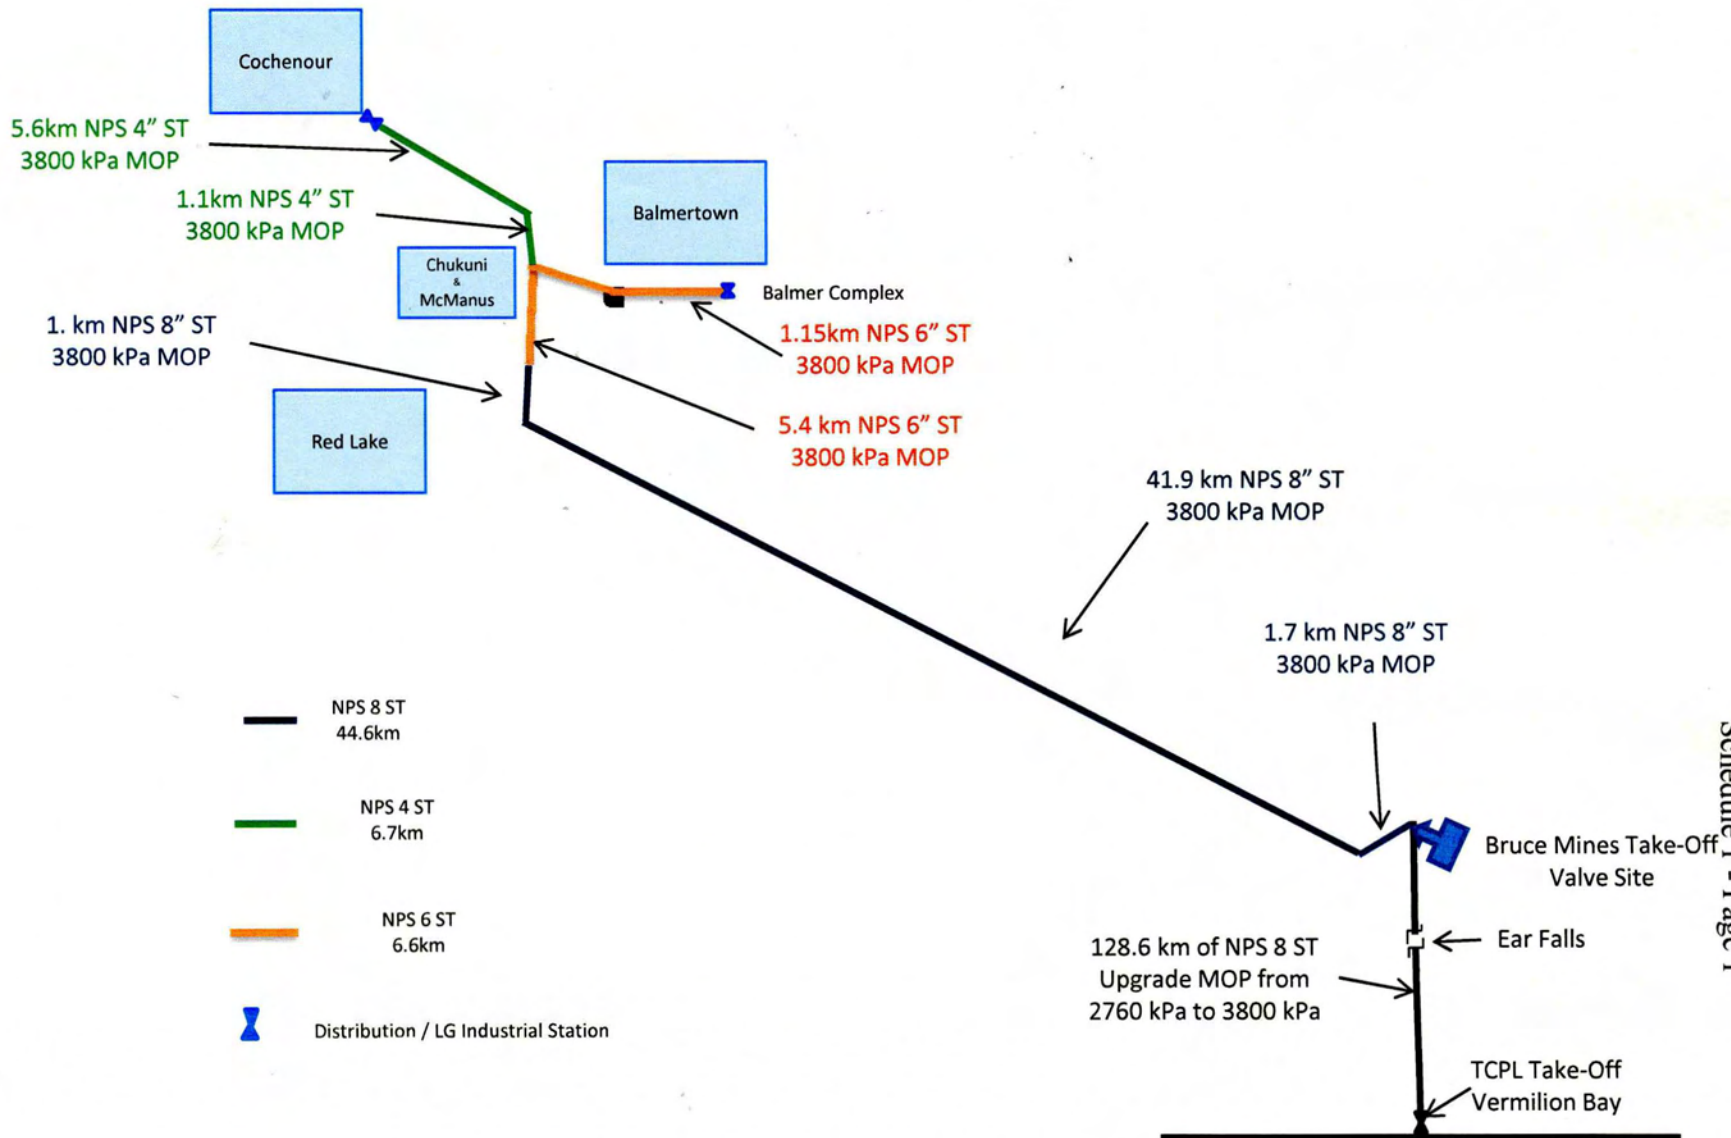 Cochenour
5.6km NPS 4" ST
3800 kPa MOP
1.1km NPS 4" ST
3800 kPa MOP
Balmertown
Chukuni
&
McManus
Balmer Complex
1. km NPS 8" ST
3800 kPa MOP
1.15km NPS 6" ST
3800 kPa MOP
Red Lake
5.4 km NPS 6" ST
3800 kPa MOP
41.9 km NPS 8" ST
3800 kPa MOP
1.7 km NPS 8" ST
3800 kPa MOP
NPS 8 ST
44.6km
NPS 4 ST
6.7km
NPS 6 ST
6.6km
Distribution / LG Industrial Station
Bruce Mines Take-Off
Valve Site
Ear Falls
128.6 km of NPS 8 ST
Upgrade MOP from
2760 kPa to 3800 kPa
TCPL Take-Off
Vermilion Bay